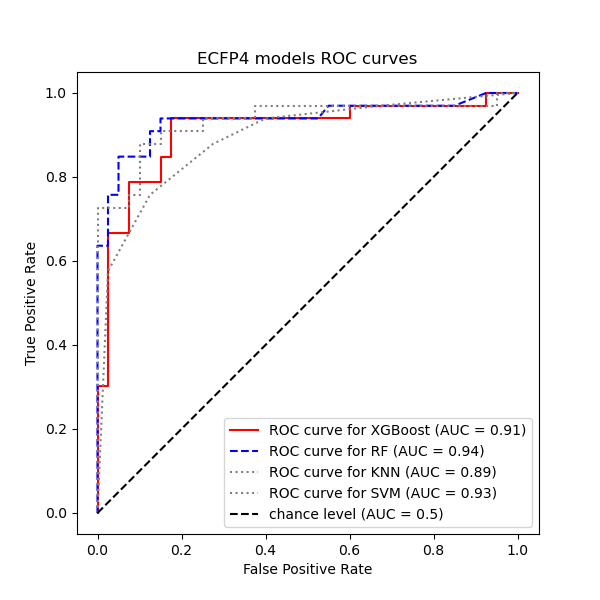 ECFP4 models ROC curves
True Positive Rate
1.0
0.8
0.6
0.4
0.2
0.0
ROC curve for XGBoost (AUC = 0.91)
ROC curve for RF (AUC = 0.94)
ROC curve for KNN (AUC = 0.89)
ROC curve for SVM (AUC = 0.93)
chance level (AUC = 0.5)
0.0 0.2 0.4 0.6 0.8 1.0
False Positive Rate